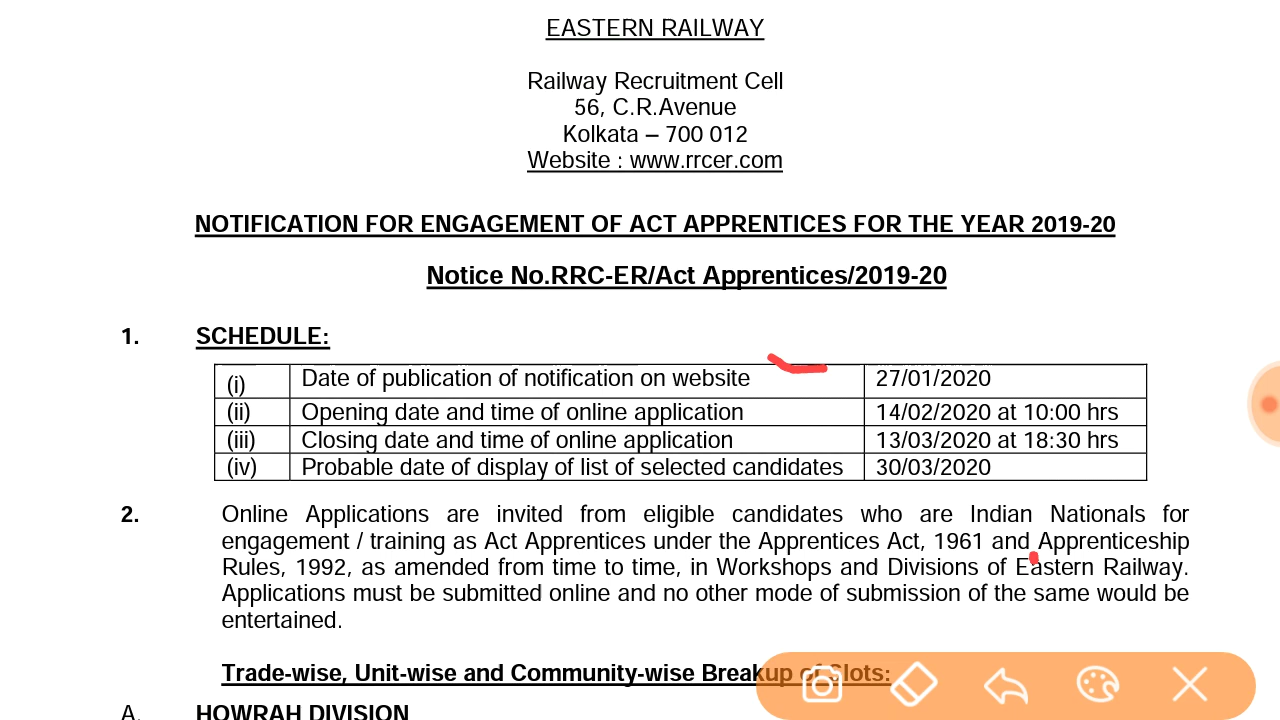 EASTERN RAILWAY
Railway Recruitment Cell
56, C.R.Avenue
Kolkata – 700 012
Website : www.rrcer.com
NOTIFICATION FOR ENGAGEMENT OF ACT APPRENTICES FOR THE YEAR 2019-20
Notice No.RRC-ER/Act Apprentices/2019-20
1. SCHEDULE:
(i) Date of publication of notification on website 27/01/2020
(ii) Opening date and time of online application 14/02/2020 at 10:00 hrs
(iii) Closing date and time of online application 13/03/2020 at 18:30 hrs
(iv) Probable date of display of list of selected candidates 30/03/2020
2. Online Applications are invited from eligible candidates who are Indian Nationals for
engagement / training as Act Apprentices under the Apprentices Act, 1961 and Apprenticeship
Rules, 1992, as amended from time to time, in Workshops and Divisions of Eastern Railway.
Applications must be submitted online and no other mode of submission of the same would be
entertained.
Trade-wise, Unit-wise and Community-wise Breakup of Slots:
A. HOWRAH DIVISION